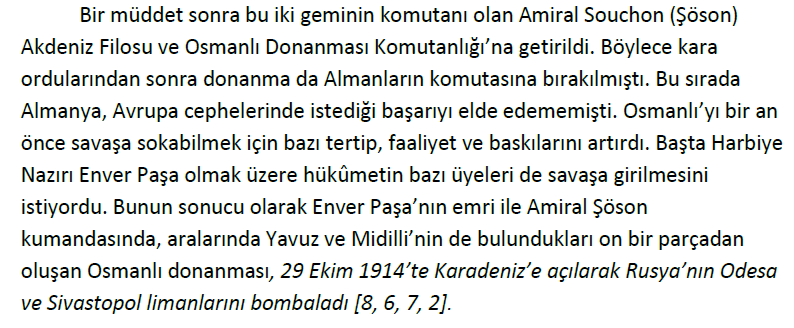 Bir müddet sonra bu iki geminin komutanı olan Amiral Souchon (Şöson)
Akdeniz Filosu ve Osmanlı Donanması Komutanlığı’na getirildi. Böylece kara
ordularından sonra donanma da Almanların komutasına bırakılmıştı. Bu sırada
Almanya, Avrupa cephelerinde istediği başarıyı elde edememişti. Osmanlı’yı bir an
önce savaşa sokabilmek için bazı tertip, faaliyet ve baskılarını artırdı. Başta Harbiye
Nazırı Enver Paşa olmak üzere hükûmetin bazı üyeleri de savaşa girilmesini
istiyordu. Bunun sonucu olarak Enver Paşa’nın emri ile Amiral Şöson
kumandasında, aralarında Yavuz ve Midilli’nin de bulundukları on bir parçadan
oluşan Osmanlı donanması, 29 Ekim 1914’te Karadeniz’e açılarak Rusya’nın Odesa
ve Sivastopol limanlarını bombaladı [8, 6, 7, 2].